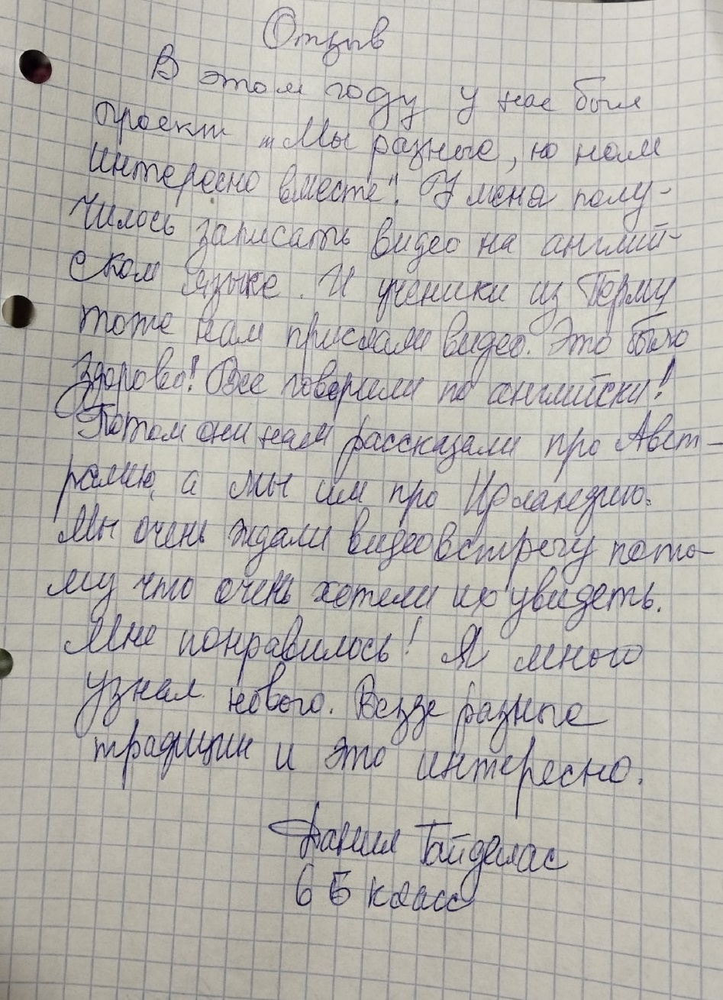 Отзыв
В этом году у нас был
проект „Мы разные, но нам
интересно вместе". У меня полу-
чилось записать видео на англий-
ском языке. И ученики из Перми
тоже нам прислали видео. Это было
здорово! Все говорили по английски!
Потом они нам рассказали про Авст-
ралию, а мы им про Ирландию.
Мы очень ждали видеовстречу пото-
му что очень хотели их увидеть.
Мне понравилось! Я много
узнал нового. Везде разные
традиции и это интересно.
Данил
6 Б класс